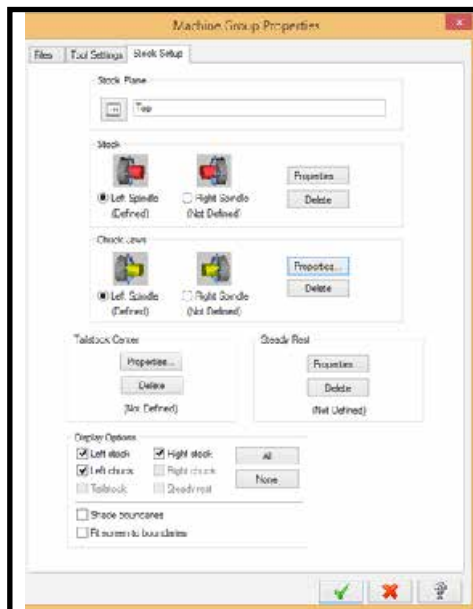 Machine Group Properties
Files Tool Settings Stock Setup
Stock Plane
Top
Stock
Properties
Left Spindle Right Spindle
Delete
(Defined) (Not Defined)
Chuck Jaws
Properties...
Left Spindle Right Spindle
Delete
(Defined) (Not Defined)
Tailstock Center Steady Rest
Properties... Properties
Delete Delete
(Not Defined) (Not Defined)
Display Options
Left stock Right stock All
Left chuck Right chuck
None
Tailstock Steady rest
Shade boundaries
Fit screen to boundaries